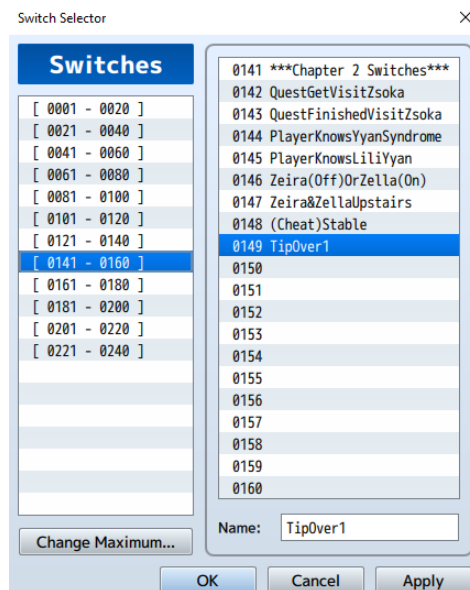 Switch Selector
Switches
[ 0001 - 0020 ]
[ 0021 - 0040 ]
[ 0041 - 0060 ]
[ 0061 - 0080 ]
[ 0081 - 0100 ]
[ 0101 - 0120 ]
[ 0121 - 0140 ]
[ 0141 - 0160 ]
[ 0161 - 0180 ]
[ 0181 - 0200 ]
[ 0201 - 0220 ]
[ 0221 - 0240 ]
Change Maximum...
0141 ***Chapter 2 Switches***
0142 QuestGetVisitZsoka
0143 QuestFinishedVisitZsoka
0144 PlayerKnowsYyanSyndrome
0145 PlayerKnowsLiliYyan
0146 Zeira(Off)OrZella(On)
0147 Zeira&ZellaUpstairs
0148 (Cheat)Stable
0149 TipOver1
0150
0151
0152
0153
0154
0155
0156
0157
0158
0159
0160
Name: TipOver1
OK Cancel Apply